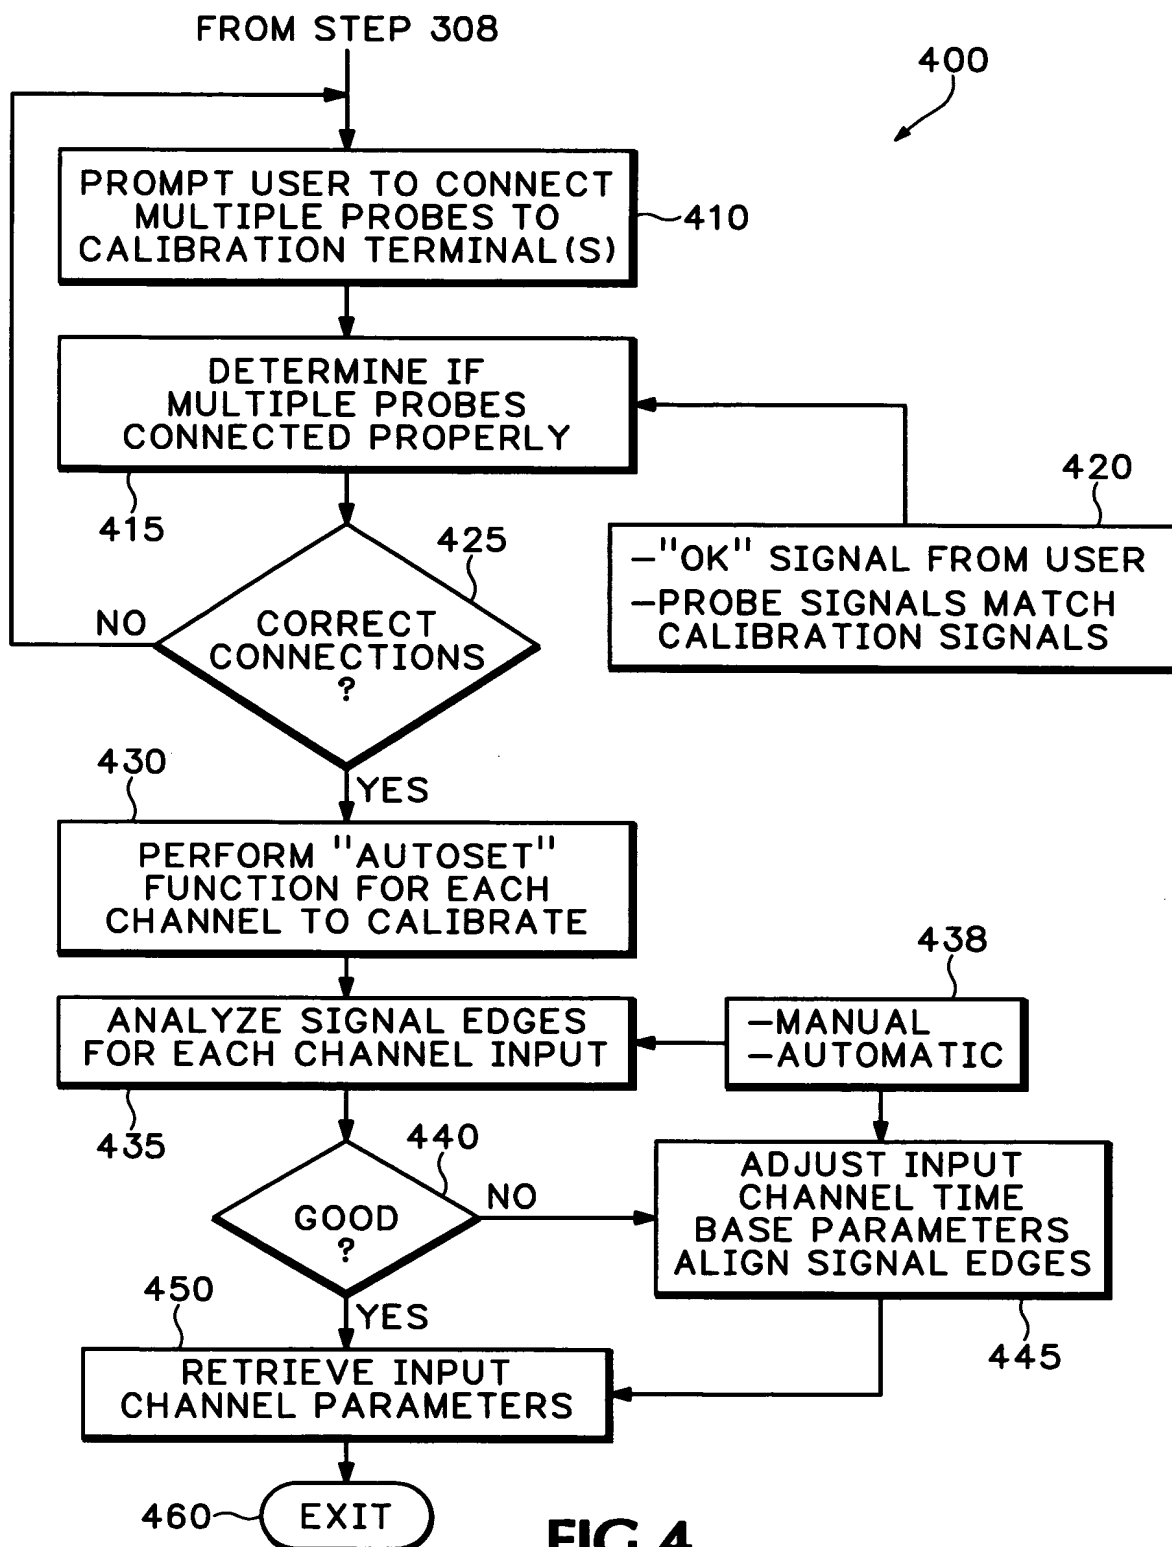 FROM STEP 308
400
PROMPT USER TO CONNECT
MULTIPLE PROBES TO
CALIBRATION TERMINAL(S)
410
DETERMINE IF
MULTIPLE PROBES
CONNECTED PROPERLY
415
420
-"OK" SIGNAL FROM USER
-PROBE SIGNALS MATCH
CALIBRATION SIGNALS
425
NO
CORRECT
CONNECTIONS
?
YES
430
PERFORM "AUTOSET"
FUNCTION FOR EACH
CHANNEL TO CALIBRATE
438
-MANUAL
-AUTOMATIC
ANALYZE SIGNAL EDGES
FOR EACH CHANNEL INPUT
435
440
GOOD
?
NO
ADJUST INPUT
CHANNEL TIME
BASE PARAMETERS
ALIGN SIGNAL EDGES
445
YES
450
RETRIEVE INPUT
CHANNEL PARAMETERS
460
EXIT
FIG.4